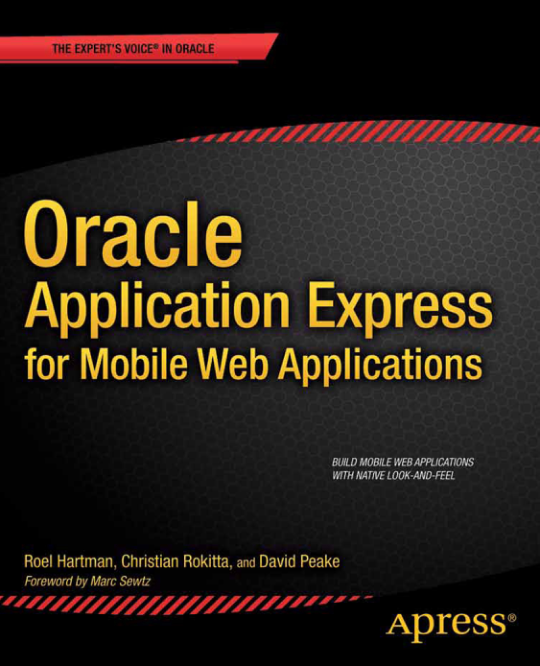 THE EXPERT'S VOICE® IN ORACLE
Oracle
Application Express
for Mobile Web Applications
BUILD MOBILE WEB APPLICATIONS
WITH NATIVE LOOK-AND-FEEL
Roel Hartman, Christian Rokitta, and David Peake
Foreword by Marc Sewtz
Apress®